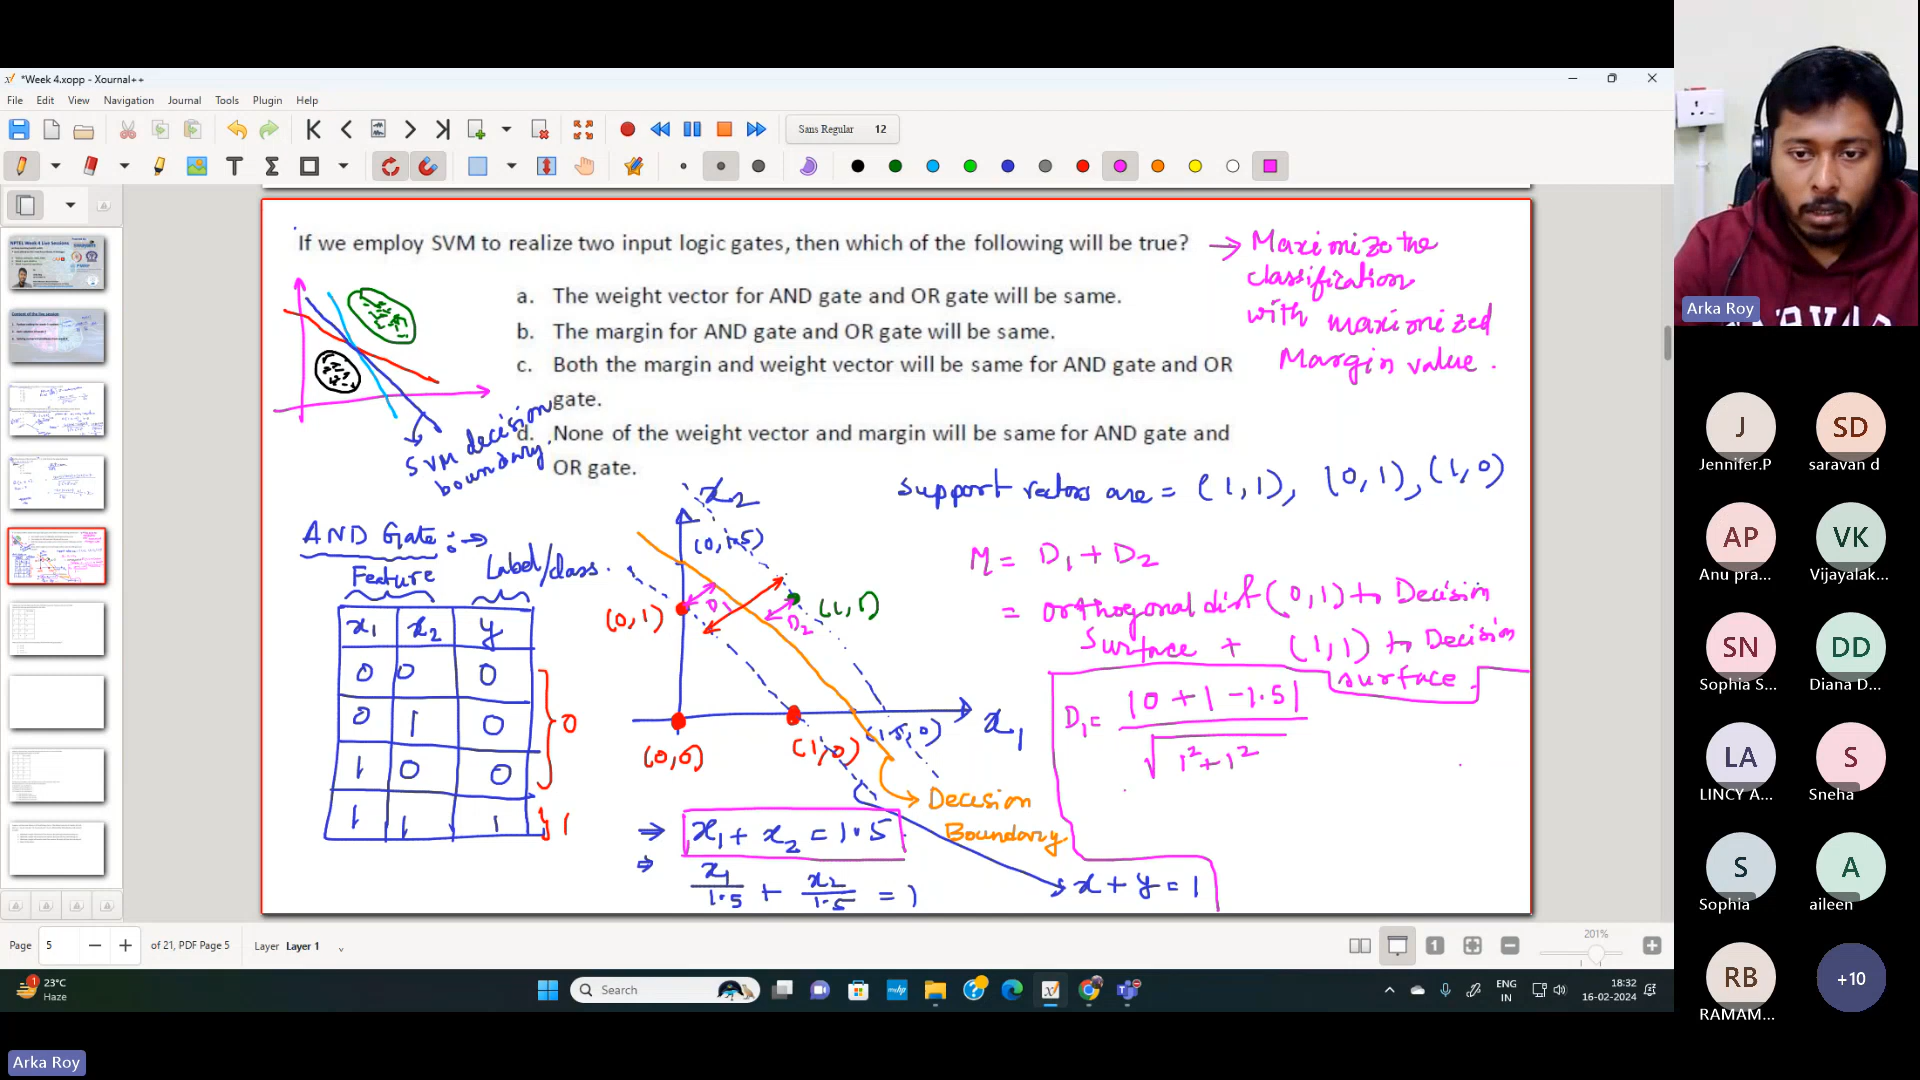 *Week 4.xopp - Xournal++
File Edit View Navigation Journal Tools Plugin Help
Sans Regular 12
If we employ SVM to realize two input logic gates, then which of the following will be true?
a. The weight vector for AND gate and OR gate will be same.
b. The margin for AND gate and OR gate will be same.
c. Both the margin and weight vector will be same for AND gate and OR
gate.
d. None of the weight vector and margin will be same for AND gate and
OR gate.
→ Maximize the
classification
with maximized
Margin value.
SVM decision
boundary.
Support vectors are = (1,1), (0,1), (1,0)
AND Gate :→
Feature Label/class.
x1 x2 y
0 0 0
0 1 0
1 0 0
1 1 1
0
1
x2
(0,1.5)
(0,1)
D1
D2
(1,1)
(0,0)
(1,0)
(1.5,0)
x1
Decision
Boundary
⇒ x1 + x2 = 1.5
⇒ x1/1.5 + x2/1.5 = 1
x + y = 1
M = D1 + D2
= orthogonal dist (0,1) to Decision
Surface + (1,1) to Decision
surface.
D1 = |0 + 1 - 1.5|
√1²+1²
Page 5 of 21, PDF Page 5 Layer Layer 1
201%
23°C
Haze
Search
ENG
IN
18:32
16-02-2024
Arka Roy
J
Jennifer.P
SD
saravan d
AP
Anu pra...
VK
Vijayalak...
SN
Sophia S...
DD
Diana D...
LA
LINCY A...
S
Sneha
S
Sophia
A
aileen
RB
RAMAM...
+10
Arka Roy